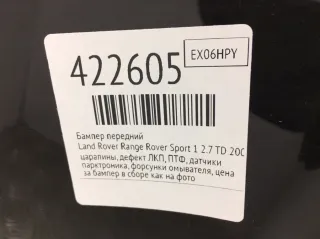 422605
EX06HPY
Бампер передний
Land Rover Range Rover Sport 1 2.7 TD 200
царапины, дефект ЛКП, ПТФ, датчики
парктроника, форсунки омывателя, цена
за бампер в сборе как на фото